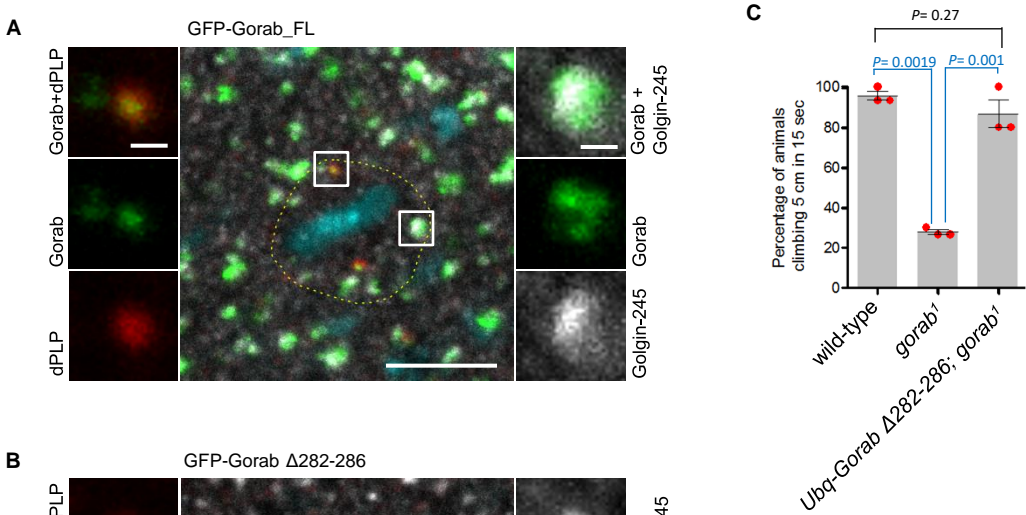 A
GFP-Gorab_FL
Gorab+dPLP
Gorab
dPLP
Gorab +
Golgin-245
Gorab
Golgin-245
B
GFP-Gorab Δ282-286
PLP
45
C
P= 0.27
P= 0.0019
P= 0.001
Percentage of animals
climbing 5 cm in 15 sec
100
80
60
40
20
0
wild-type
gorab¹
Ubq-Gorab Δ282-286; gorab¹